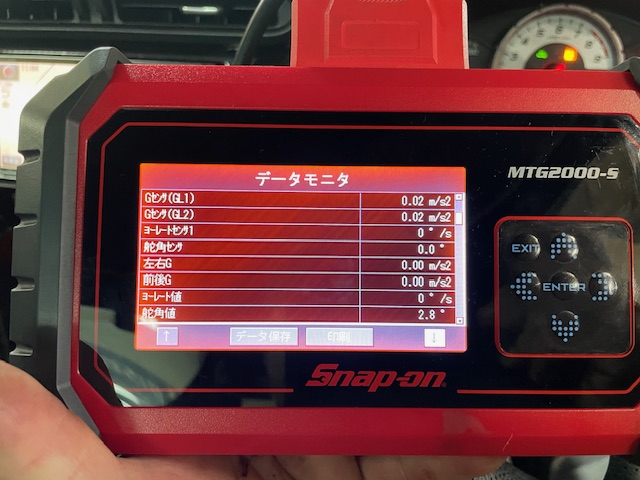 MTG2000-S
データモニタ
Gセンサ(GL1) 0.02 m/s2
Gセンサ(GL2) 0.02 m/s2
ヨーレートセンサ1 0°/s
舵角センサ 0.0°
左右G 0.00 m/s2
前後G 0.00 m/s2
ヨーレート値 0°/s
舵角値 2.8°
↑ データ保存 印刷 ↓
EXIT
ENTER
Snap-on